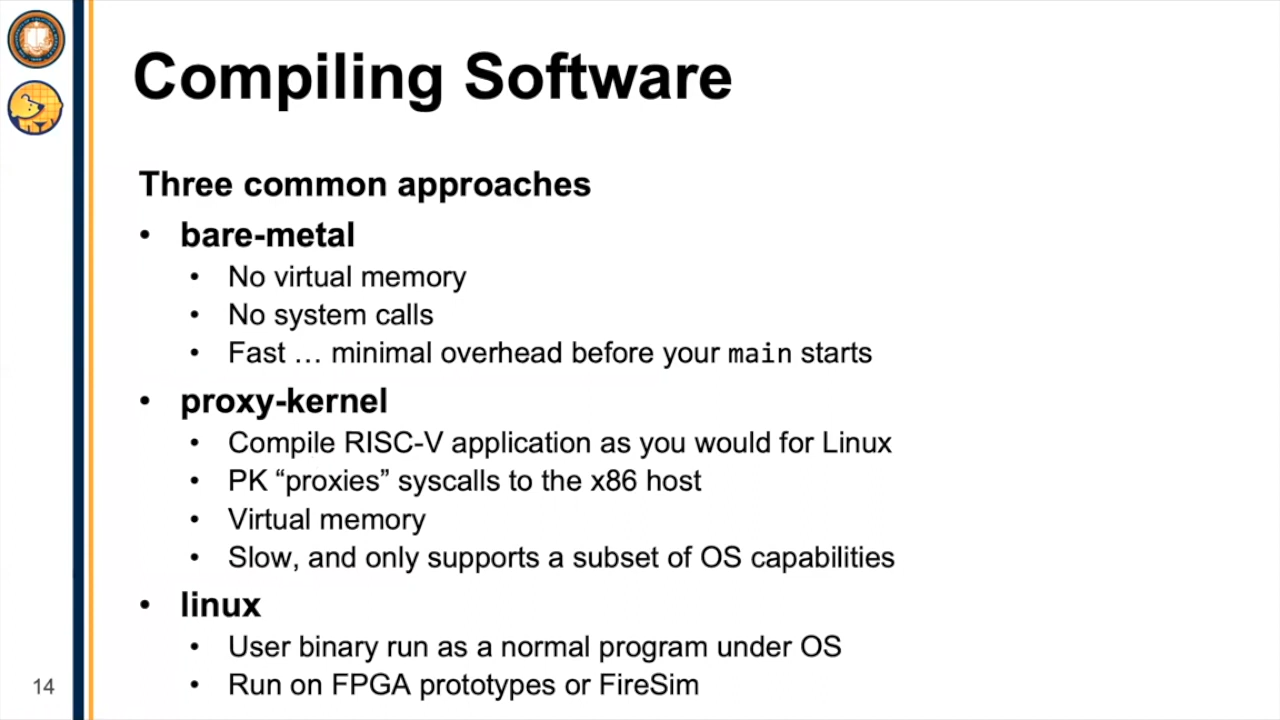 Compiling Software
Three common approaches
• bare-metal
• No virtual memory
• No system calls
• Fast … minimal overhead before your main starts
• proxy-kernel
• Compile RISC-V application as you would for Linux
• PK “proxies” syscalls to the x86 host
• Virtual memory
• Slow, and only supports a subset of OS capabilities
• linux
• User binary run as a normal program under OS
• Run on FPGA prototypes or FireSim
14